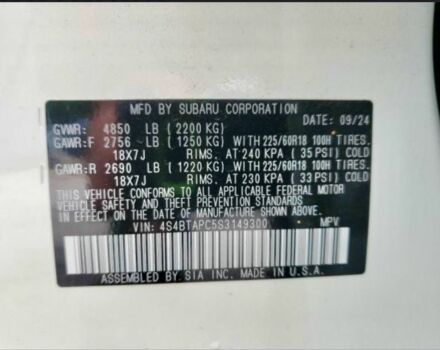 MFD BY SUBARU CORPORATION DATE: 09/24
GVWR: 4850 LB (2200 KG)
GAWR:F 2756 LB (1250 KG) WITH 225/60R18 100H TIRES.
18X7J RIMS. AT 240 KPA (35 PSI) COLD
GAWR:R 2690 LB (1220 KG) WITH 225/60R18 100H TIRES.
18X7J RIMS. AT 230 KPA (33 PSI) COLD
THIS VEHICLE CONFORMS TO ALL APPLICABLE FEDERAL MOTOR
VEHICLE SAFETY AND THEFT PREVENTION STANDARDS IN
EFFECT ON THE DATE OF MANUFACTURE SHOWN ABOVE.
VIN: 4S4BTAPC5S3149300 MPV
ASSEMBLED BY SIA INC. MADE IN U.S.A.